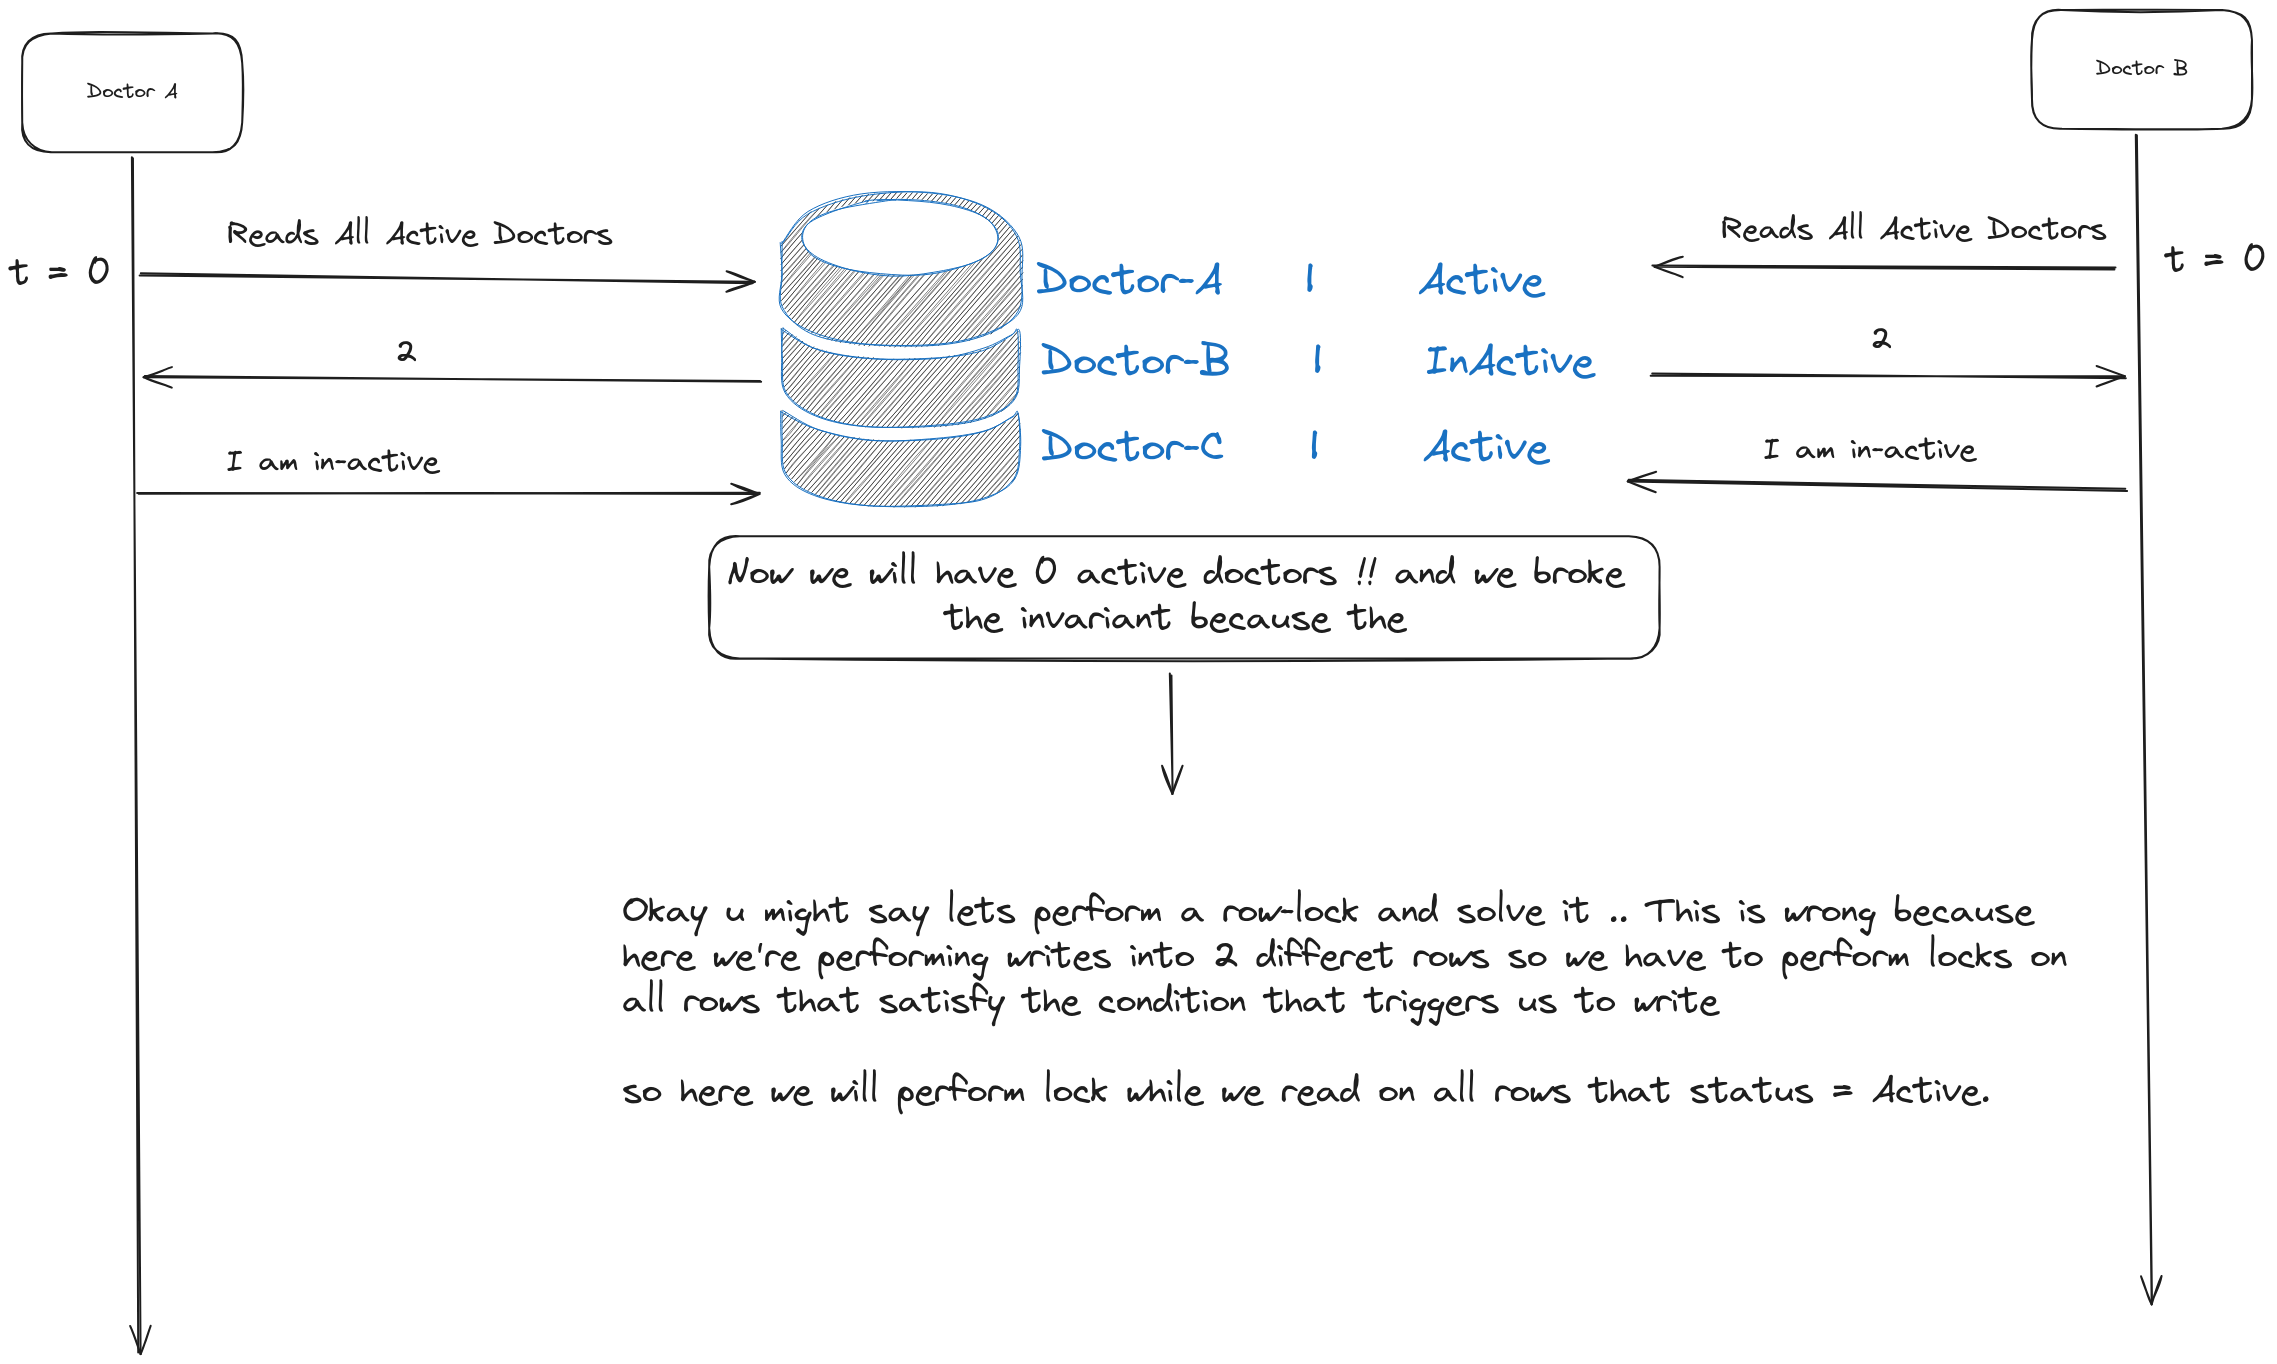 Doctor A
Doctor B
Reads All Active Doctors
Reads All Active Doctors
t = 0
t = 0
Doctor-A | Active
2
2
Doctor-B | InActive
I am in-active
Doctor-C | Active
I am in-active
Now we will have 0 active doctors !! and we broke
the invariant because the
Okay u might say lets perform a row-lock and solve it .. This is wrong because
here we're performing writes into 2 differet rows so we have to perform locks on
all rows that satisfy the condition that triggers us to write
so here we will perform lock while we read on all rows that status = Active.